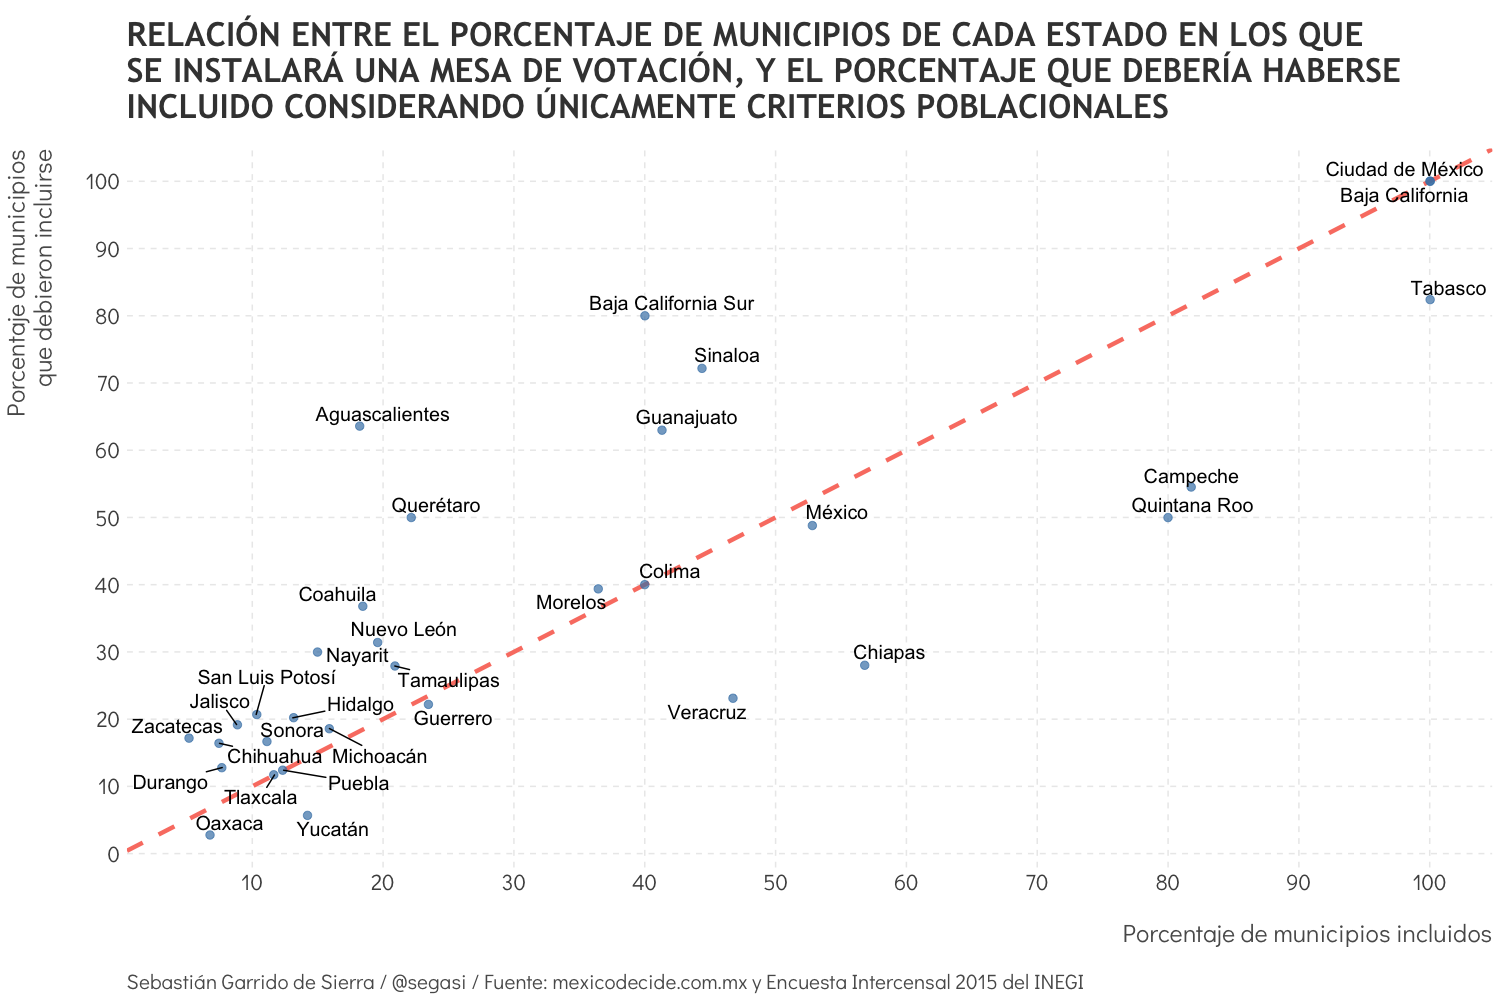 RELACIÓN ENTRE EL PORCENTAJE DE MUNICIPIOS DE CADA ESTADO EN LOS QUE
SE INSTALARÁ UNA MESA DE VOTACIÓN, Y EL PORCENTAJE QUE DEBERÍA HABERSE
INCLUIDO CONSIDERANDO ÚNICAMENTE CRITERIOS POBLACIONALES
Porcentaje de municipios
que debieron incluirse
100
90
80
70
60
50
40
30
20
10
0
Ciudad de México
Baja California
Tabasco
Baja California Sur
Sinaloa
Aguascalientes
Guanajuato
Campeche
Querétaro
Quintana Roo
México
Colima
Coahuila
Morelos
Nuevo León
Nayarit
Chiapas
San Luis Potosí
Tamaulipas
Jalisco
Hidalgo
Veracruz
Guerrero
Zacatecas
Sonora
Chihuahua
Michoacán
Durango
Puebla
Tlaxcala
Oaxaca
Yucatán
10
20
30
40
50
60
70
80
90
100
Porcentaje de municipios incluidos
Sebastián Garrido de Sierra / @segasi / Fuente: mexicodecide.com.mx y Encuesta Intercensal 2015 del INEGI